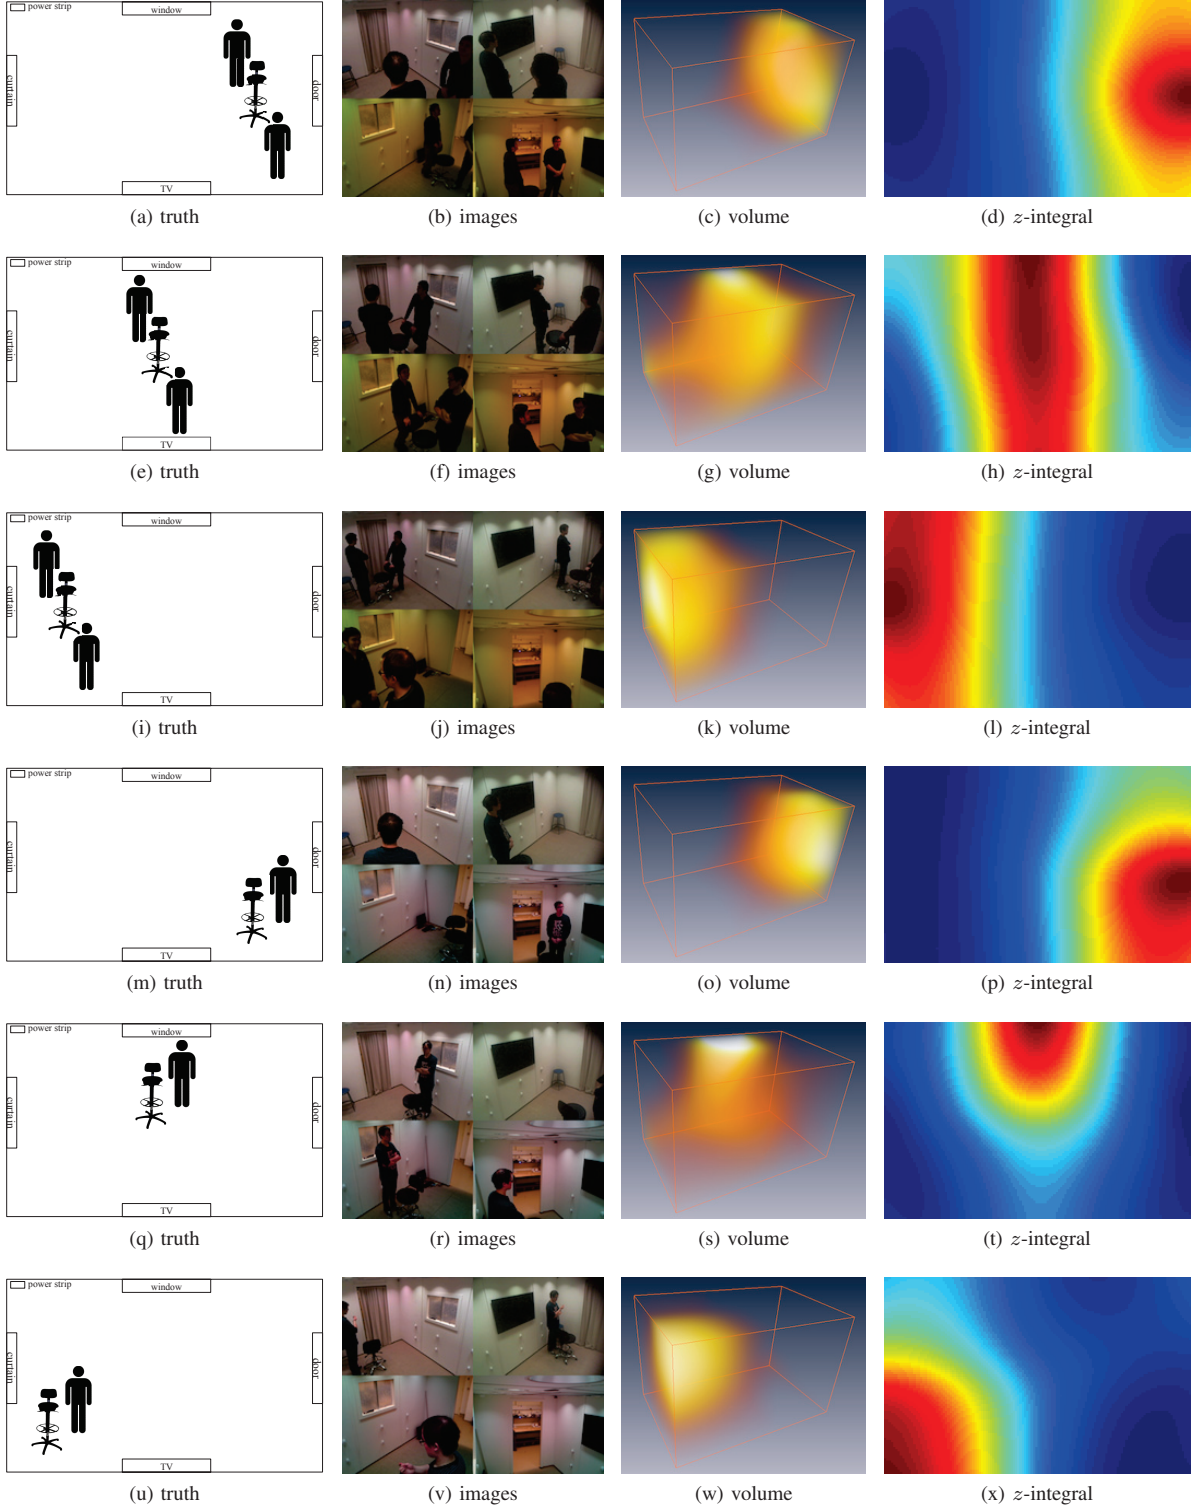 power strip
window
curtain
door
TV
(a) truth
(b) images
(c) volume
(d) z-integral
power strip
window
curtain
door
TV
(e) truth
(f) images
(g) volume
(h) z-integral
power strip
window
curtain
door
TV
(i) truth
(j) images
(k) volume
(l) z-integral
power strip
window
curtain
door
TV
(m) truth
(n) images
(o) volume
(p) z-integral
power strip
window
curtain
door
TV
(q) truth
(r) images
(s) volume
(t) z-integral
power strip
window
curtain
door
TV
(u) truth
(v) images
(w) volume
(x) z-integral